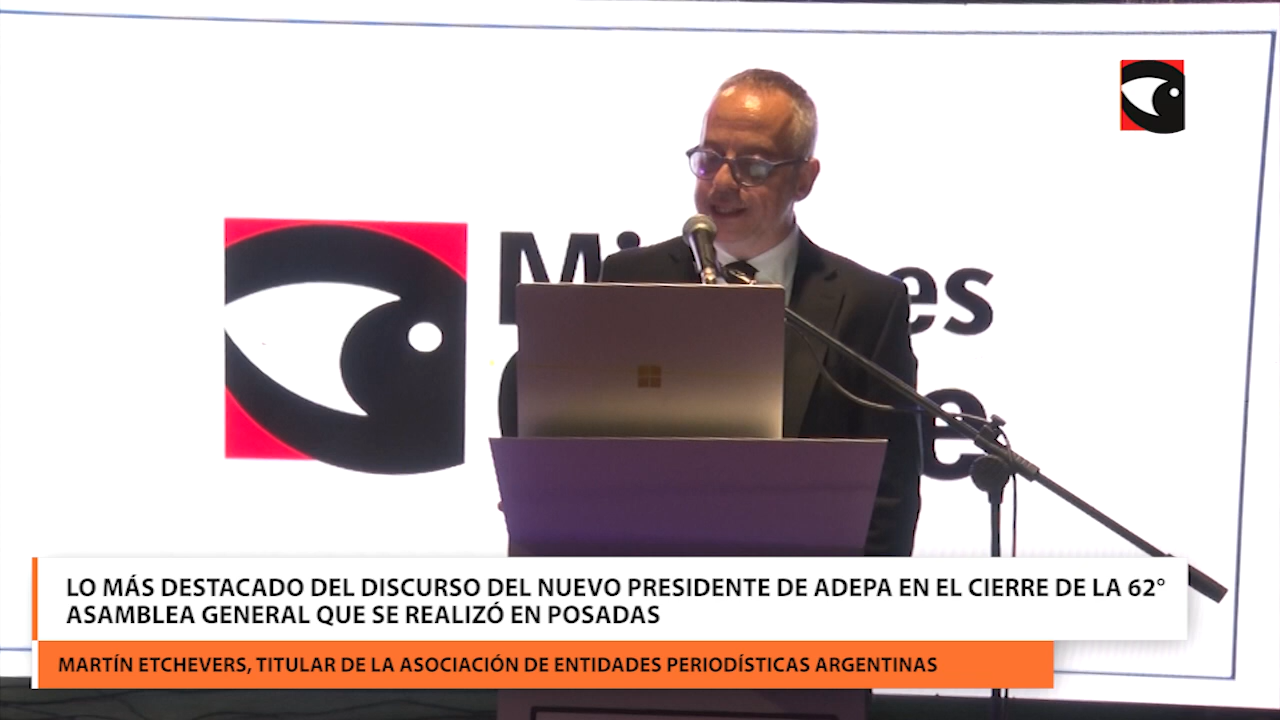 LO MÁS DESTACADO DEL DISCURSO DEL NUEVO PRESIDENTE DE ADEPA EN EL CIERRE DE LA 62°
ASAMBLEA GENERAL QUE SE REALIZÓ EN POSADAS
MARTÍN ETCHEVERS, TITULAR DE LA ASOCIACIÓN DE ENTIDADES PERIODÍSTICAS ARGENTINAS